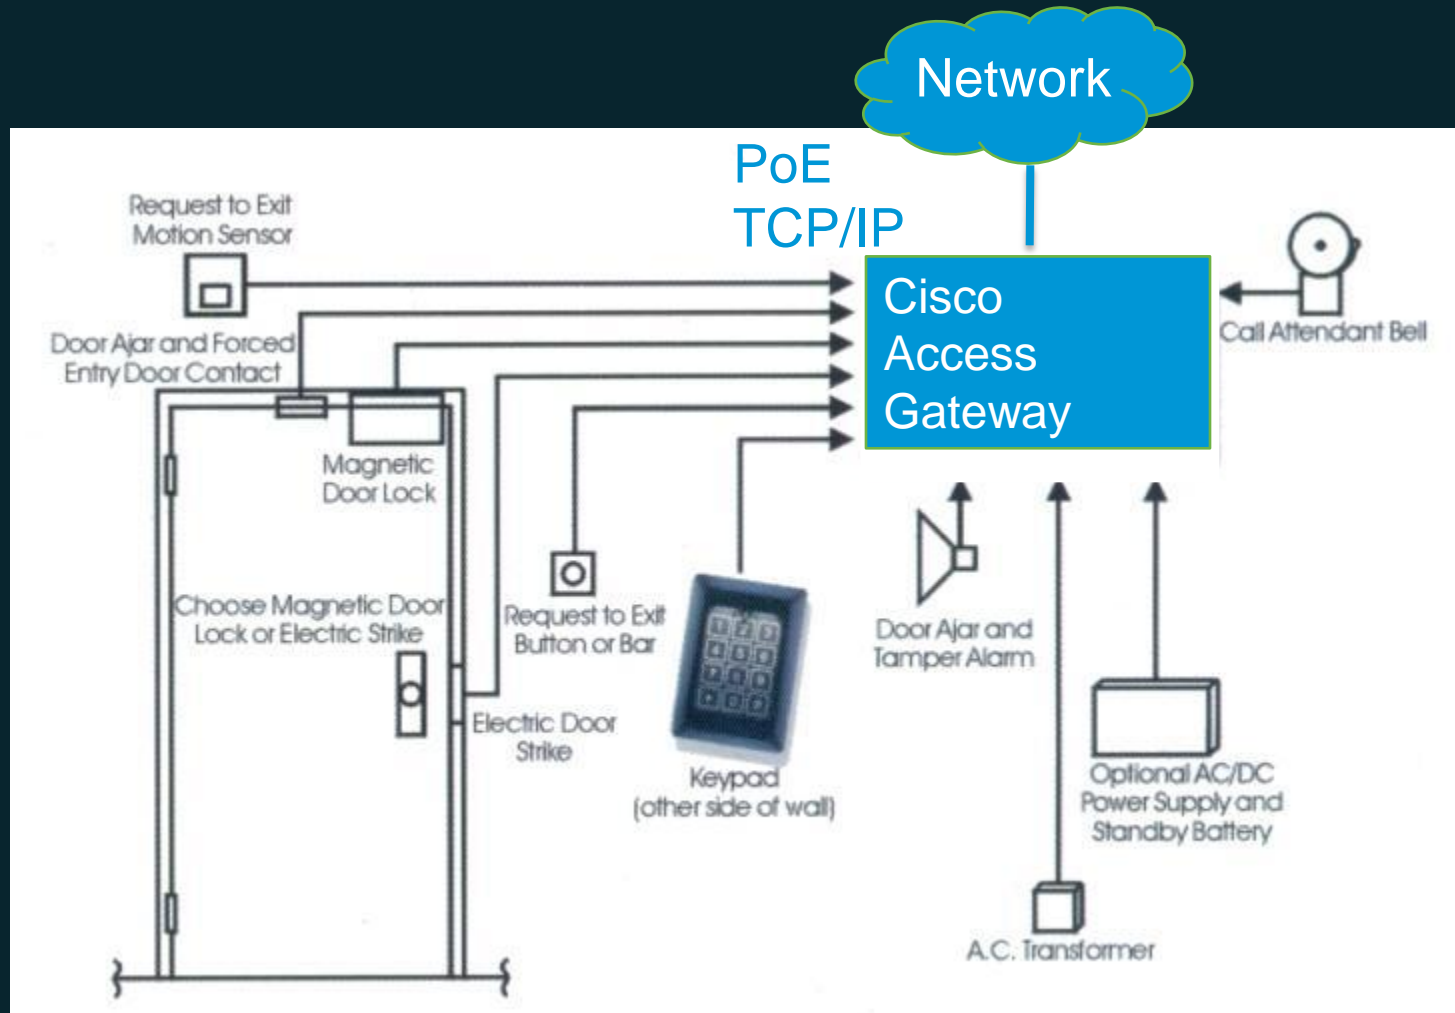 Network
PoE
TCP/IP
Request to Exit
Motion Sensor
Cisco
Access
Gateway
Call Attendant Bell
Door Ajar and Forced
Entry Door Contact
Magnetic
Door Lock
Choose Magnetic Door
Lock or Electric Strike
Request to Exit
Button or Bar
Door Ajar and
Tamper Alarm
Electric Door
Strike
Keypad
(other side of wall)
Optional AC/DC
Power Supply and
Standby Battery
A.C. Transformer